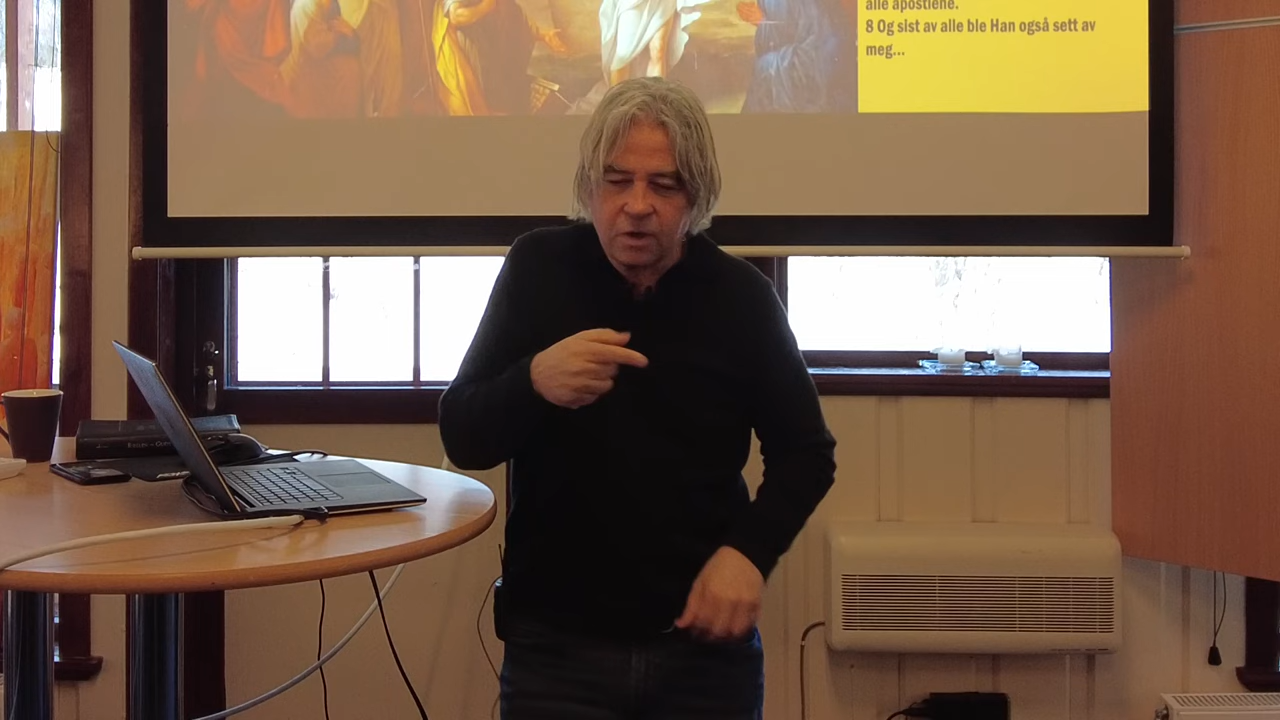 alle apostlene.
8 Og sist av alle ble Han også sett av
meg...